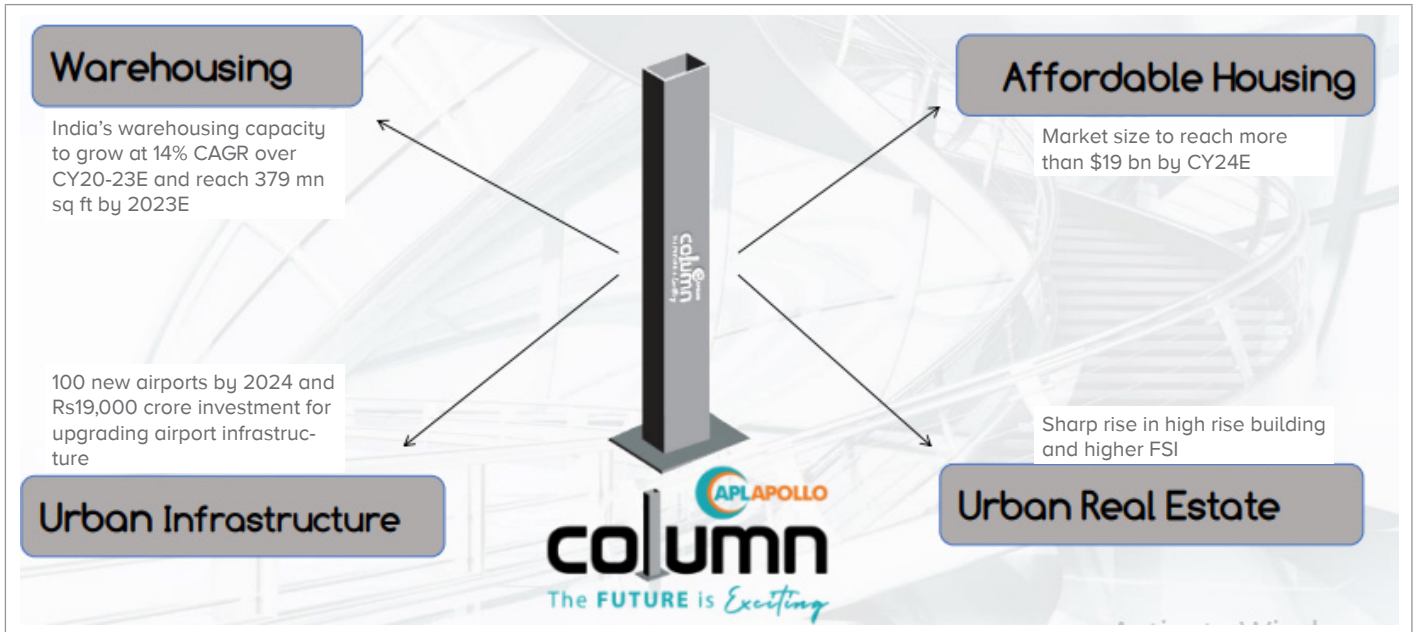 Warehousing
India's warehousing capacity
to grow at 14% CAGR over
CY20-23E and reach 379 mn
sq ft by 2023E
Affordable Housing
Market size to reach more
than $19 bn by CY24E
column
100 new airports by 2024 and
Rs19,000 crore investment for
upgrading airport infrastruc-
ture
Urban Infrastructure
Sharp rise in high rise building
and higher FSI
Urban Real Estate
APL APOLLO
column
The FUTURE is Exciting